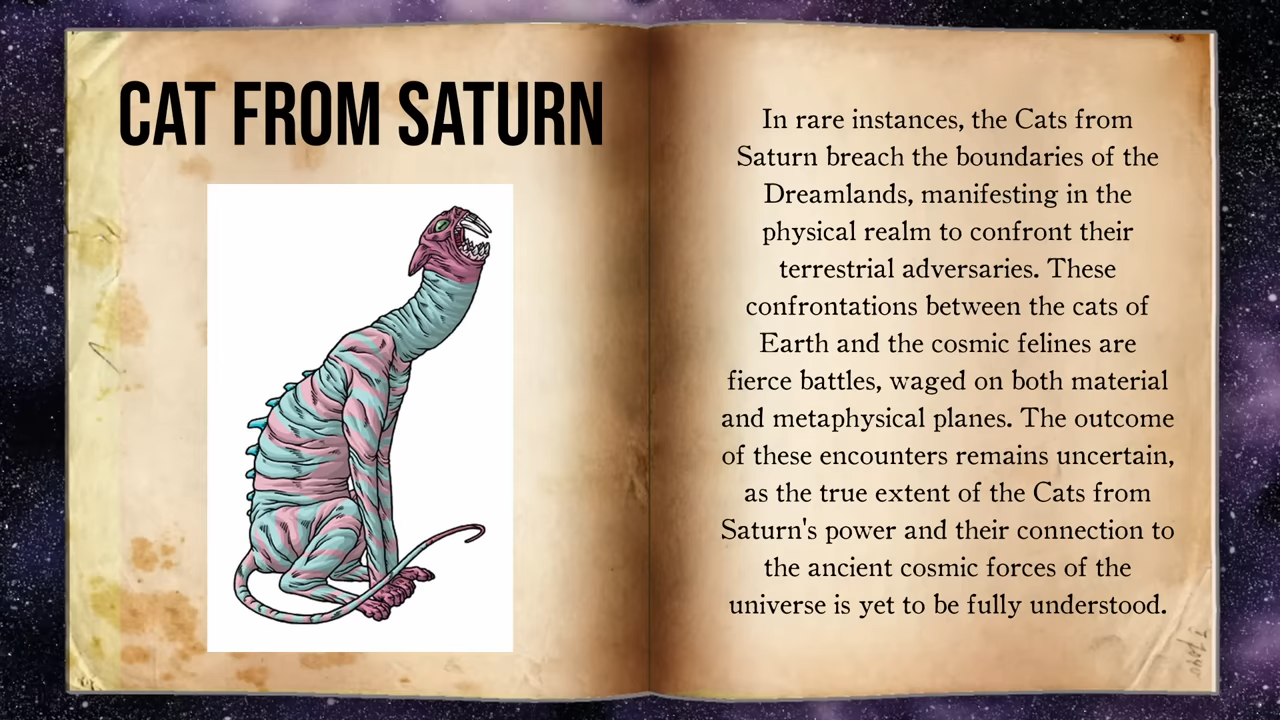 CAT FROM SATURN
In rare instances, the Cats from
Saturn breach the boundaries of the
Dreamlands, manifesting in the
physical realm to confront their
terrestrial adversaries. These
confrontations between the cats of
Earth and the cosmic felines are
fierce battles, waged on both material
and metaphysical planes. The outcome
of these encounters remains uncertain,
as the true extent of the Cats from
Saturn's power and their connection to
the ancient cosmic forces of the
universe is yet to be fully understood.